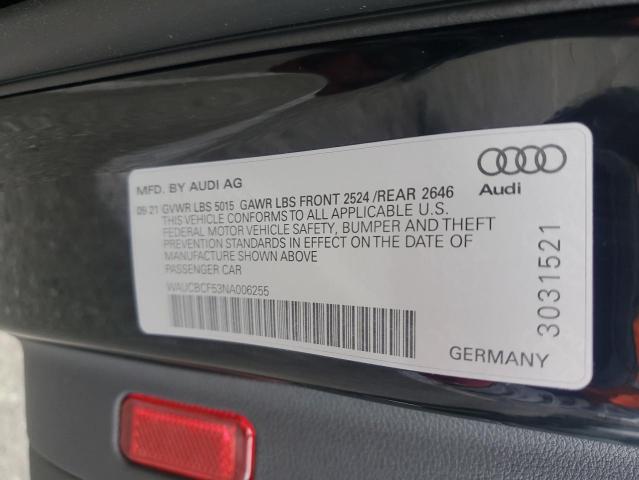 MFD. BY AUDI AG
09 21 GVWR LBS 5015 GAWR LBS FRONT 2524 /REAR 2646
THIS VEHICLE CONFORMS TO ALL APPLICABLE U.S.
FEDERAL MOTOR VEHICLE SAFETY, BUMPER AND THEFT
PREVENTION STANDARDS IN EFFECT ON THE DATE OF
MANUFACTURE SHOWN ABOVE
PASSENGER CAR
WAUCBCF53NA006255
Audi
3031521
GERMANY